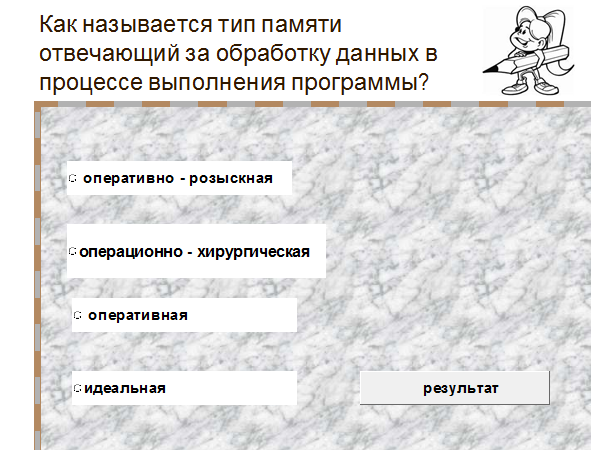 Как называется тип памяти
отвечающий за обработку данных в
процессе выполнения программы?
оперативно - розыскная
операционно - хирургическая
оперативная
идеальная
результат